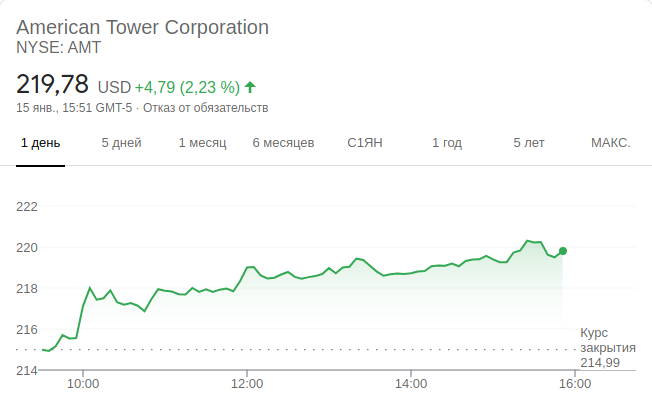 American Tower Corporation
NYSE: AMT
219,78 USD +4,79 (2,23 %)
15 янв., 15:51 GMT-5 · Отказ от обязательств
1 день 5 дней 1 месяц 6 месяцев С1ЯН 1 год 5 лет МАКС.
222
220
218
216
214
Курс
закрытия
214,99
10:00 12:00 14:00 16:00